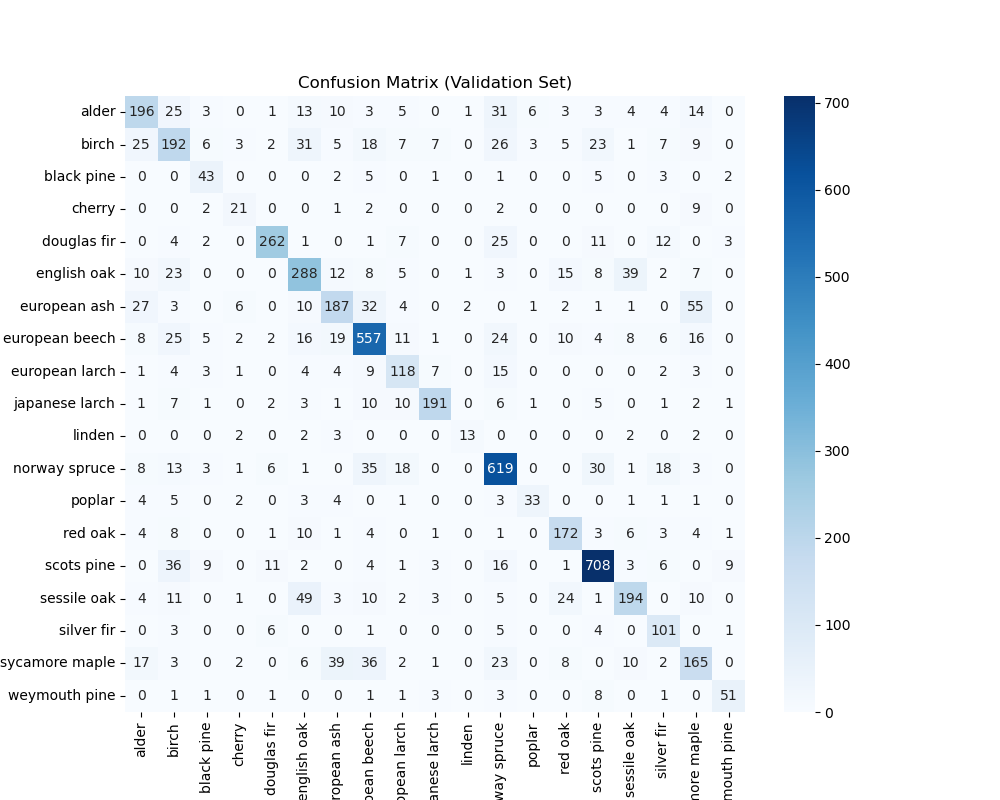 Confusion Matrix (Validation Set)
alder 196 25 3 0 1 13 10 3 5 0 1 31 6 3 3 4 4 14 0
birch 25 192 6 3 2 31 5 18 7 7 0 26 3 5 23 1 7 9 0
black pine 0 0 43 0 0 0 2 5 0 1 0 1 0 0 5 0 3 0 2
cherry 0 0 2 21 0 0 1 2 0 0 0 2 0 0 0 0 0 9 0
douglas fir 0 4 2 0 262 1 0 1 7 0 0 25 0 0 11 0 12 0 3
english oak 10 23 0 0 0 288 12 8 5 0 1 3 0 15 8 39 2 7 0
european ash 27 3 0 6 0 10 187 32 4 0 2 0 1 2 1 1 0 55 0
european beech 8 25 5 2 2 16 19 557 11 1 0 24 0 10 4 8 6 16 0
european larch 1 4 3 1 0 4 4 9 118 7 0 15 0 0 0 0 2 3 0
japanese larch 1 7 1 0 2 3 1 10 10 191 0 6 1 0 5 0 1 2 1
linden 0 0 0 2 0 2 3 0 0 0 13 0 0 0 0 2 0 2 0
norway spruce 8 13 3 1 6 1 0 35 18 0 0 619 0 0 30 1 18 3 0
poplar 4 5 0 2 0 3 4 1 0 0 0 3 33 0 0 1 1 1 0
red oak 4 8 0 0 1 10 1 4 0 1 0 1 0 172 3 6 3 4 1
scots pine 0 36 9 0 11 2 0 4 1 3 0 16 0 1 708 3 6 0 9
sessile oak 4 11 0 1 0 49 3 10 2 3 0 5 0 24 1 194 0 10 0
silver fir 0 3 0 0 6 0 0 1 0 0 0 5 0 0 4 0 101 0 1
sycamore maple 17 3 0 2 0 6 39 36 2 1 0 23 0 8 0 10 2 165 0
weymouth pine 0 1 1 0 1 0 0 1 1 3 0 3 0 0 8 0 1 0 51
alder
birch
black pine
cherry
douglas fir
english oak
ropean ash
pean beech
opean larch
anese larch
linden
way spruce
poplar
red oak
scots pine
sessile oak
silver fir
more maple
mouth pine
700
600
500
400
300
200
100
0